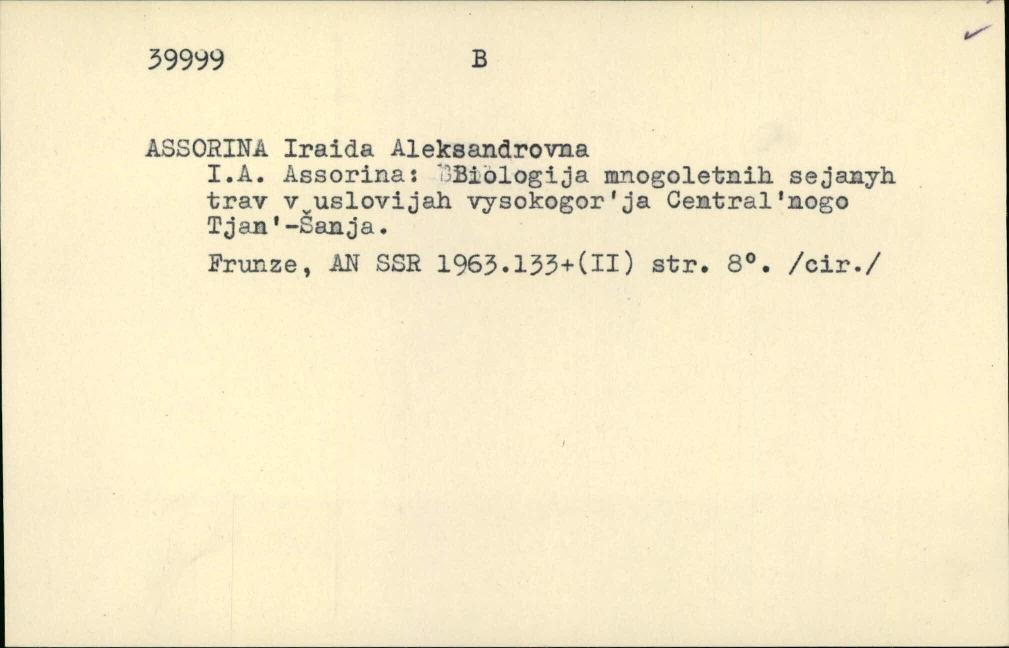 39999 B
ASSORINA Iraida Aleksandrovna
I.A. Assorina: Biologija mnogoletnih sejanyh
trav v uslovijah vysokogor'ja Central'nogo
Tjan'-Šanja.
Frunze, AN SSR 1963.133+(II) str. 8°. /cir./